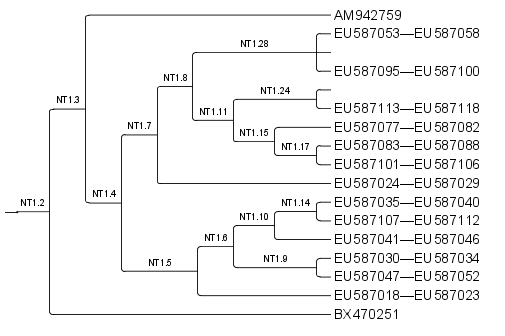 AM942759
EU587053—EU587058
NT1.28
EU587095—EU587100
NT1.8
NT1.24
NT1.3
EU587113—EU587118
NT1.11
EU587077—EU587082
NT1.7
NT1.15
EU587083—EU587088
NT1.17
EU587101—EU587106
EU587024—EU587029
NT1.4
NT1.2
EU587035—EU587040
NT1.14
EU587107—EU587112
NT1.10
EU587041—EU587046
NT1.6
EU587030—EU587034
NT1.5
NT1.9
EU587047—EU587052
EU587018—EU587023
BX470251